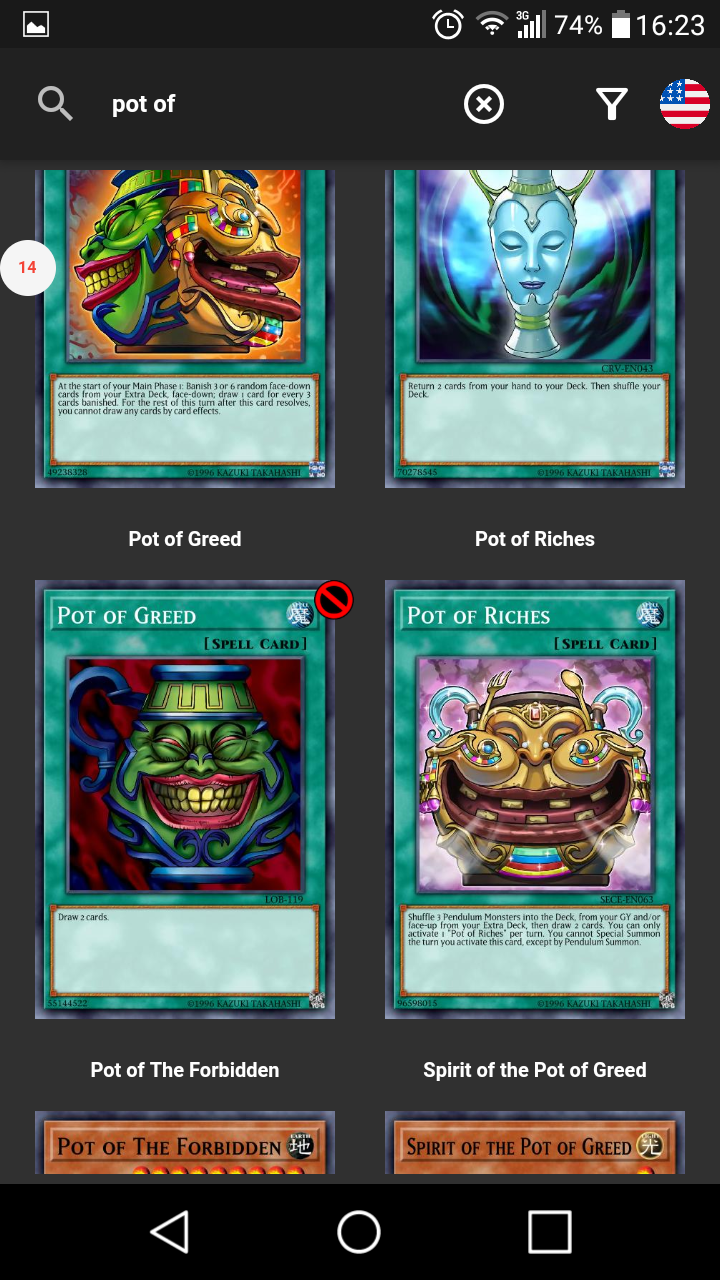 3G
74%
16:23
pot of
14
CRV-EN043
At the start of your Main Phase 1: Banish 3 or 6 random face-down
cards from your Extra Deck, face-down; draw 1 card for every 3
cards banished. For the rest of this turn after this card resolves,
you cannot draw any cards by card effects.
Return 2 cards from your hand to your Deck. Then shuffle your
Deck.
49238328
©1996 KAZUKI TAKAHASHI
70278545
©1996 KAZUKI TAKAHASHI
Pot of Greed
Pot of Riches
POT OF GREED
魔
POT OF RICHES
魔
[SPELL CARD]
[SPELL CARD]
LOB-119
SECE-EN063
Draw 2 cards.
Shuffle 3 Pendulum Monsters into the Deck, from your GY and/or
face-up from your Extra Deck, then draw 2 cards. You can only
activate 1 "Pot of Riches" per turn. You cannot Special Summon
the turn you activate this card, except by Pendulum Summon.
55144522
©1996 KAZUKI TAKAHASHI
96598015
©1996 KAZUKI TAKAHASHI
Pot of The Forbidden
Spirit of the Pot of Greed
POT OF THE FORBIDDEN
EARTH
地
SPIRIT OF THE POT OF GREED
LIGHT
光